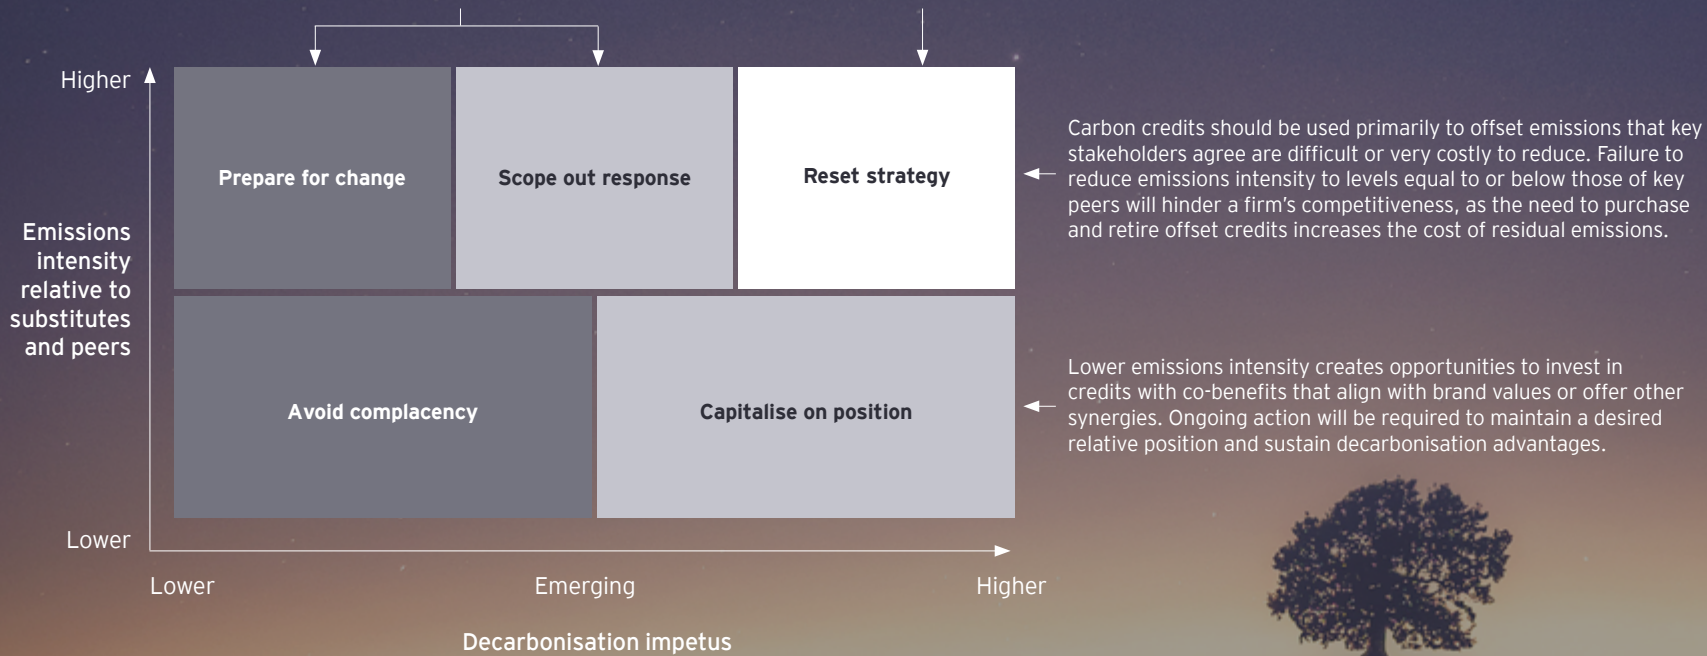 Higher
Prepare for change
Scope out response
Reset strategy
Carbon credits should be used primarily to offset emissions that key
stakeholders agree are difficult or very costly to reduce. Failure to
reduce emissions intensity to levels equal to or below those of key
peers will hinder a firm’s competitiveness, as the need to purchase
and retire offset credits increases the cost of residual emissions.
Emissions
intensity
relative to
substitutes
and peers
Avoid complacency
Capitalise on position
Lower emissions intensity creates opportunities to invest in
credits with co-benefits that align with brand values or offer other
synergies. Ongoing action will be required to maintain a desired
relative position and sustain decarbonisation advantages.
Lower
Lower
Emerging
Higher
Decarbonisation impetus